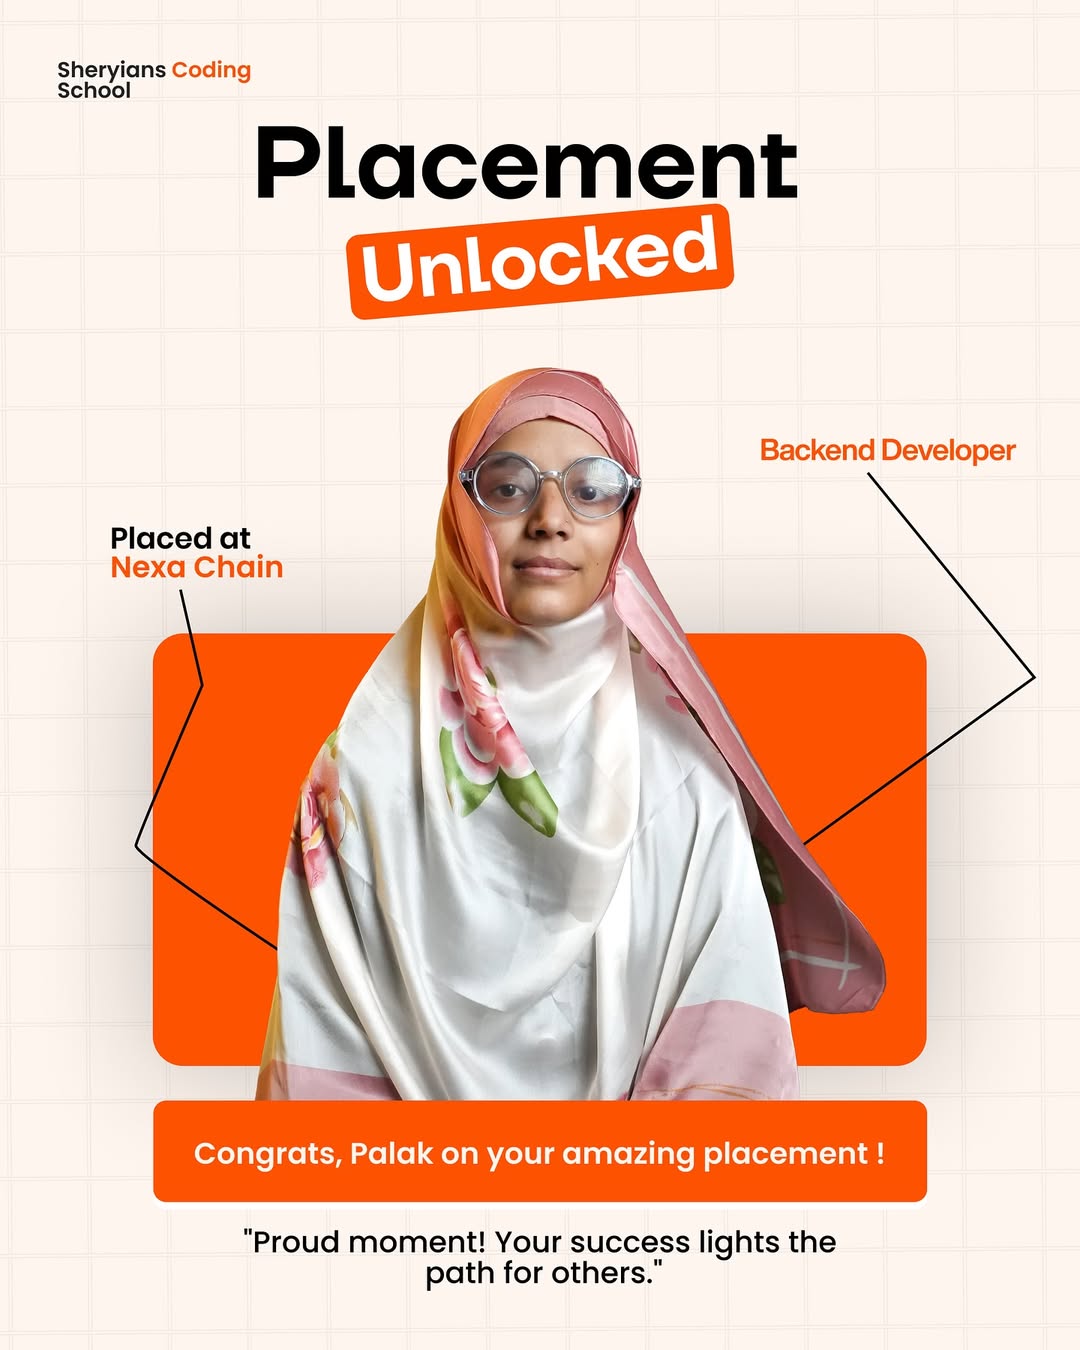 Sheryians Coding
School
Placement
Unlocked
Backend Developer
Placed at
Nexa Chain
Congrats, Palak on your amazing placement !
"Proud moment! Your success lights the
path for others."